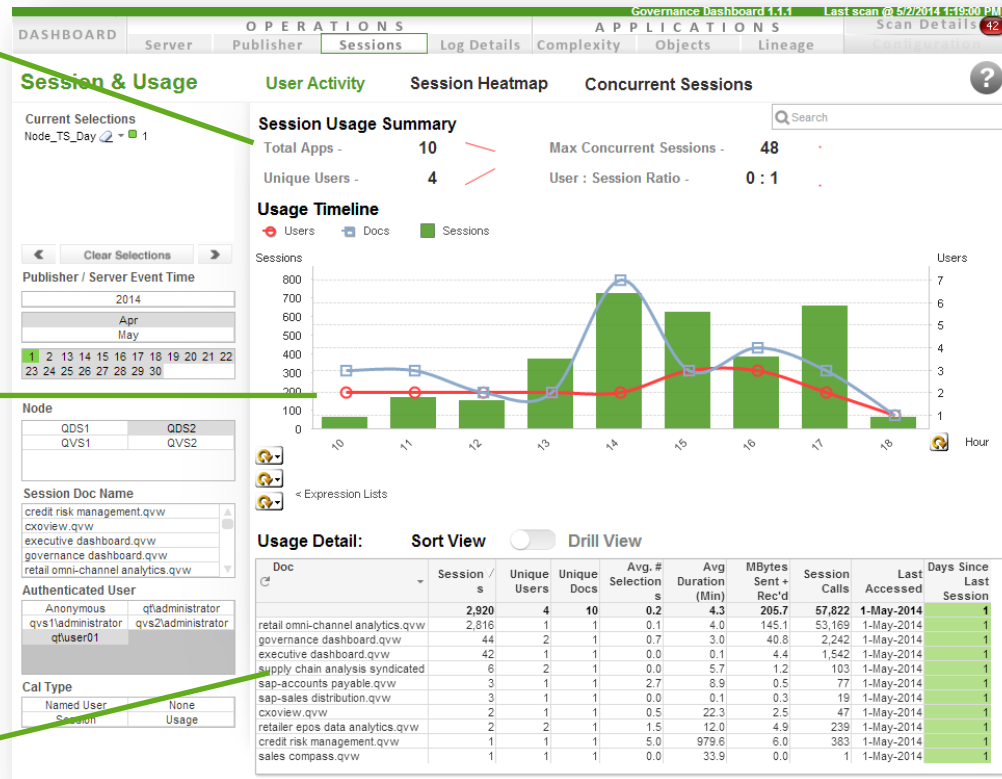 Governance Dashboard 1.1.1 Last scan @ 5/2/2014 1:19:00 PM
DASHBOARD
OPERATIONS
APPLICATIONS
Scan Details 42
Server Publisher Sessions Log Details Complexity Objects Lineage Configuration
Session & Usage
User Activity Session Heatmap Concurrent Sessions
?
Current Selections
Node_TS_Day 1
Clear Selections
Publisher / Server Event Time
2014
Apr
May
1 2 13 14 15 16 17 18 19 20 21 22
23 24 25 26 27 28 29 30
Node
QDS1 QDS2
QVS1 QVS2
Session Doc Name
credit risk management.qvw
cxoview.qvw
executive dashboard.qvw
governance dashboard.qvw
retail omni-channel analytics.qvw
Authenticated User
Anonymous qt\administrator
qvs1\administrator qvs2\administrator
qt\user01
Cal Type
Named User None
Session Usage
Search
Session Usage Summary
Total Apps - 10 Max Concurrent Sessions - 48
Unique Users - 4 User : Session Ratio - 0 : 1
Usage Timeline
Users Docs Sessions
Sessions Users
800
700
600
500
400
300
200
100
0
7
6
5
4
3
2
1
10 11 12 13 14 15 16 17 18 Hour
< Expression Lists
Usage Detail: Sort View Drill View
Doc
Session / s
Unique Users
Unique Docs
Avg. # Selection s
Avg Duration (Min)
MBytes Sent + Rec'd
Session Calls
Last Accessed
Days Since Last Session
2,920 4 10 0.2 4.3 205.7 57,822 1-May-2014 1
retail omni-channel analytics.qvw 2,816 1 1 0.1 4.0 145.1 53,169 1-May-2014 1
governance dashboard.qvw 44 2 1 0.7 3.0 40.8 2,242 1-May-2014 1
executive dashboard.qvw 42 1 1 0.0 0.1 4.4 1,542 1-May-2014 1
supply chain analysis syndicated 6 2 1 0.0 5.7 1.2 103 1-May-2014 1
sap-accounts payable.qvw 3 1 1 2.7 8.9 0.5 77 1-May-2014 1
sap-sales distribution.qvw 3 1 1 0.0 0.1 0.3 19 1-May-2014 1
cxoview.qvw 2 1 1 0.5 22.3 2.5 47 1-May-2014 1
retailer epos data analytics.qvw 2 2 1 1.5 12.0 4.9 239 1-May-2014 1
credit risk management.qvw 1 1 1 5.0 979.6 6.0 383 1-May-2014 1
sales compass.qvw 1 1 1 0.0 33.9 0.0 1 1-May-2014 1